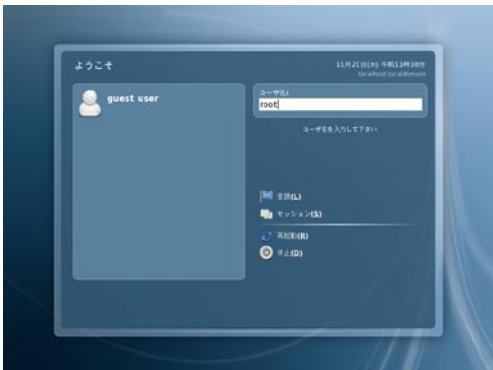 ようこそ
11月21日(水) 午前11時38分
localhost.localdomain
guest user
ユーザ名:
root
ユーザ名を入力して下さい
言語(L)
セッション(S)
再起動(R)
停止(D)